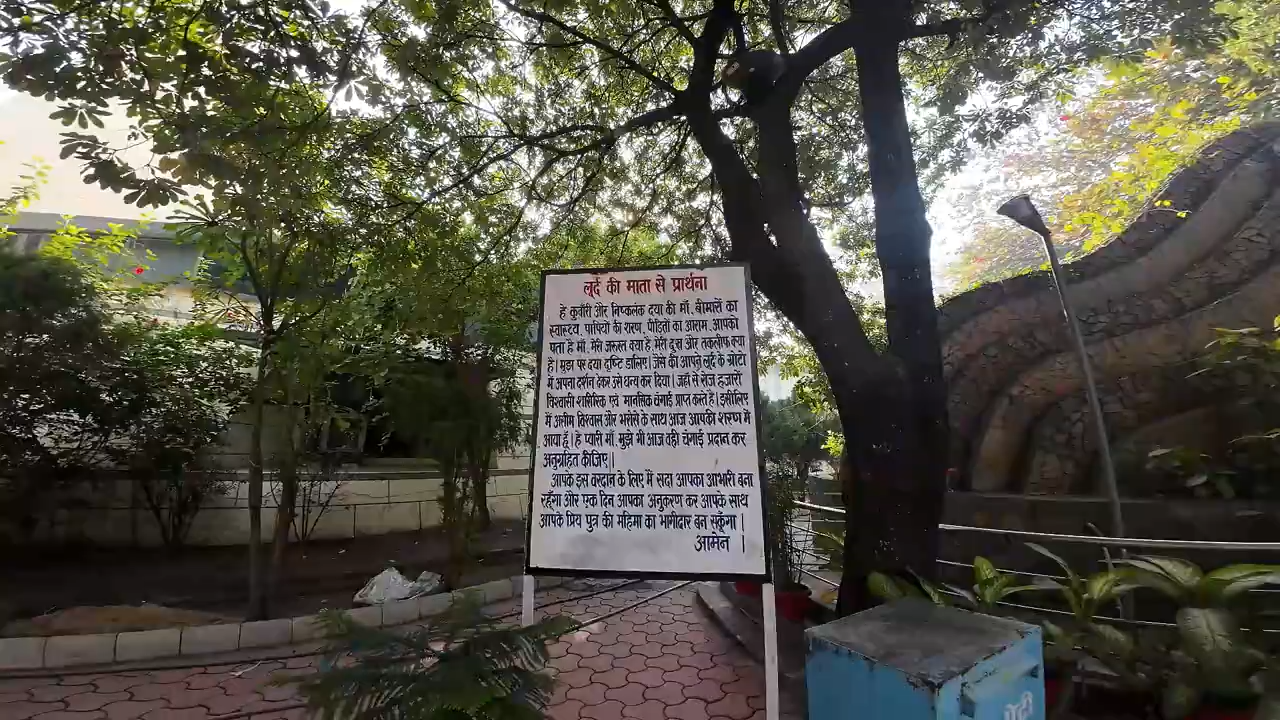 लूर्द की माता से प्रार्थना
हे कुवाँरी और निष्कलंक दया की माँ, बीमारों का
स्वाह्रदय, पापियों की शरण, पीड़ितों का आराम, आपको
पता है माँ, मेरी जरूरत क्या है, मेरी दुःख और तकलीफ क्या
है। मुझ पर दया दृष्टि डालिए। जैसे की आपने लूर्द के ग्रोटो
में अपना दर्शन देकर उसे धन्य कर दिया। जहाँ से रोज हजारों
विश्वासी शारीरिक एवं मानसिक चंगाई प्राप्त करते है। इसीलिए
में असीम विश्वास और भरोसे के साथ आज आपकी शरण में
आया हूँ। हे प्यारी माँ, मुझे भी आज वही चंगाई प्रदान कर
अनुग्रहित कीजिए।
आपके इस वरदान के लिए में सदा आपका आभारी बना
रहूँगा और एक दिन आपका अनुकरण कर आपके साथ
आपके प्रिय पुत्र की महिमा का भागीदार बन सकूँगा।
आमेन।